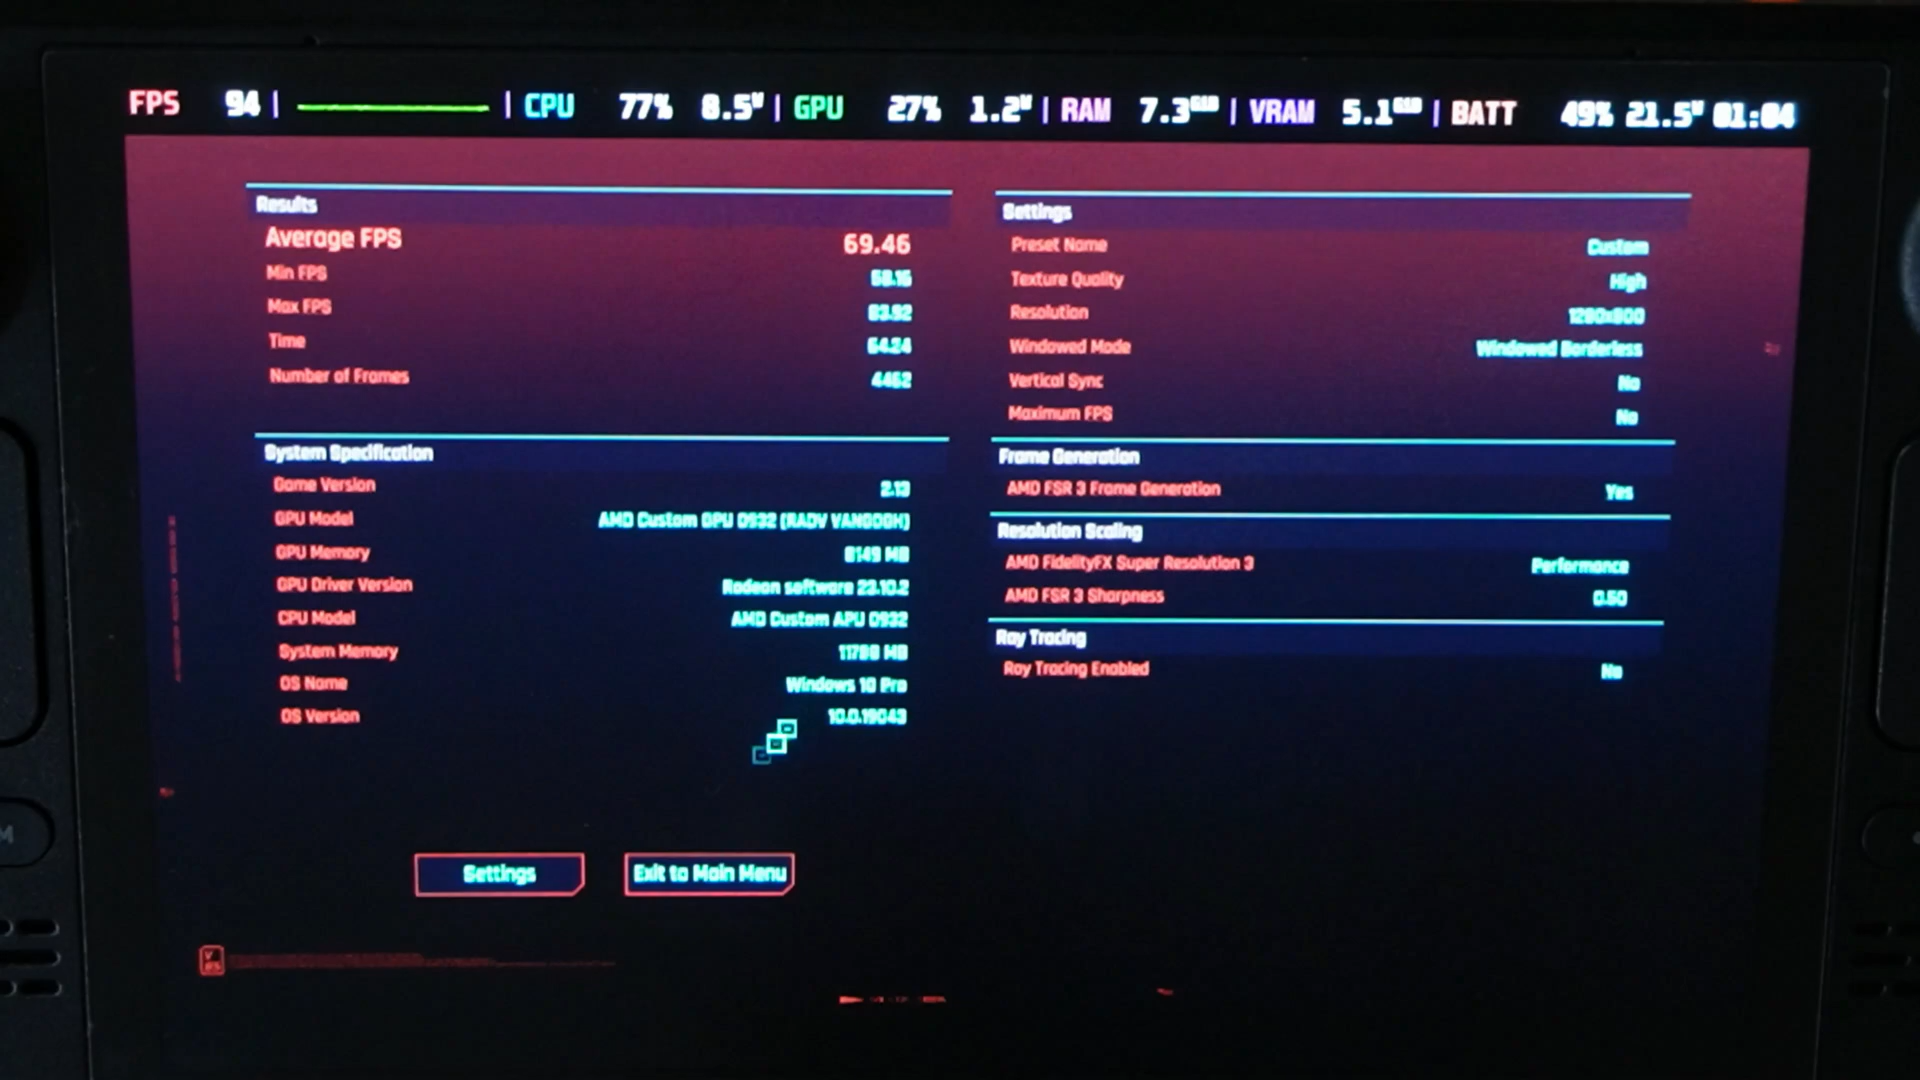 FPS 94 | | CPU 77% 8.5W | GPU 27% 1.2W | RAM 7.3GiB | VRAM 5.1GiB | BATT 49% 21.5W 01:04
Results
Average FPS 69.46
Min FPS 58.16
Max FPS 83.92
Time 64.24
Number of Frames 4462
System Specification
Game Version 2.13
GPU Model AMD Custom GPU 0932 (RADV VANGOGH)
GPU Memory 8149 MB
GPU Driver Version Radeon software 23.10.2
CPU Model AMD Custom APU 0932
System Memory MB
OS Name Windows 10 Pro
OS Version 10.0.19043
Settings
Preset Name Custom
Texture Quality High
Resolution 1280x800
Windowed Mode Windowed Borderless
Vertical Sync No
Maximum FPS No
Frame Generation
AMD FSR 3 Frame Generation Yes
Resolution Scaling
AMD FidelityFX Super Resolution 3 Performance
AMD FSR 3 Sharpness 0.50
Ray Tracing
Ray Tracing Enabled No
Settings
Exit to Main Menu